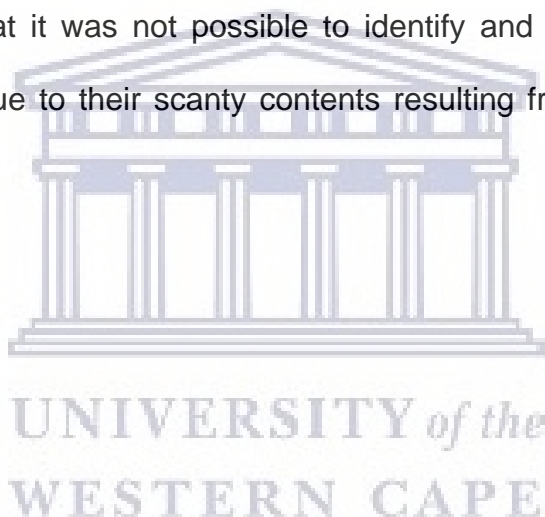 at it was not possible to identify and
ue to their scanty contents resulting fr
UNIVERSITY of the
WESTERN CAPE